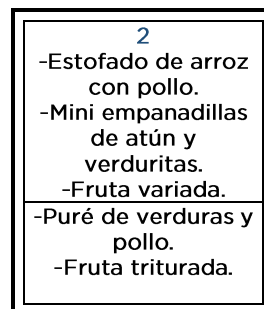 2
-Estofado de arroz
con pollo.
-Mini empanadillas
de atún y
verduritas.
-Fruta variada.
-Puré de verduras y
pollo.
-Fruta triturada.